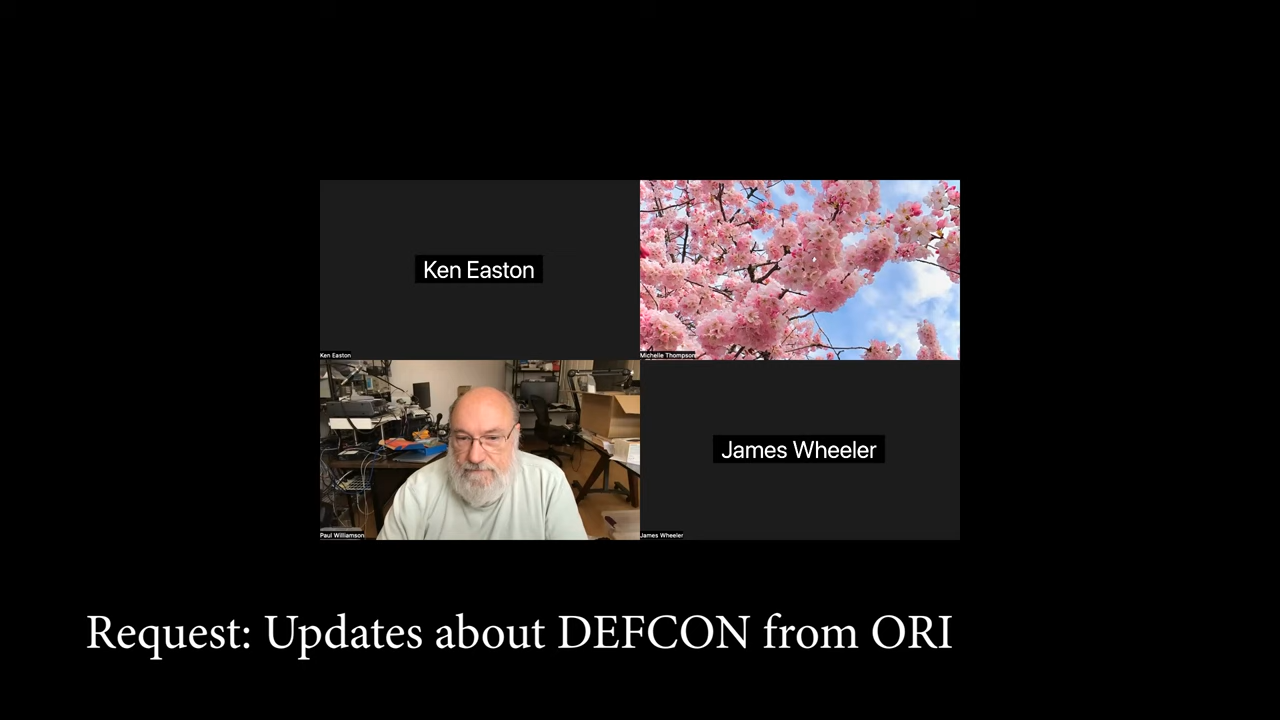 Ken Easton
Ken Easton
Michelle Thompson
Paul Williamson
James Wheeler
James Wheeler
Request: Updates about DEFCON from ORI